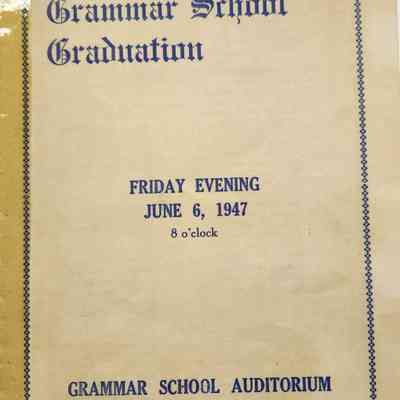 Grammar School
Graduation
FRIDAY EVENING
JUNE 6, 1947
8 o'clock
GRAMMAR SCHOOL AUDITORIUM